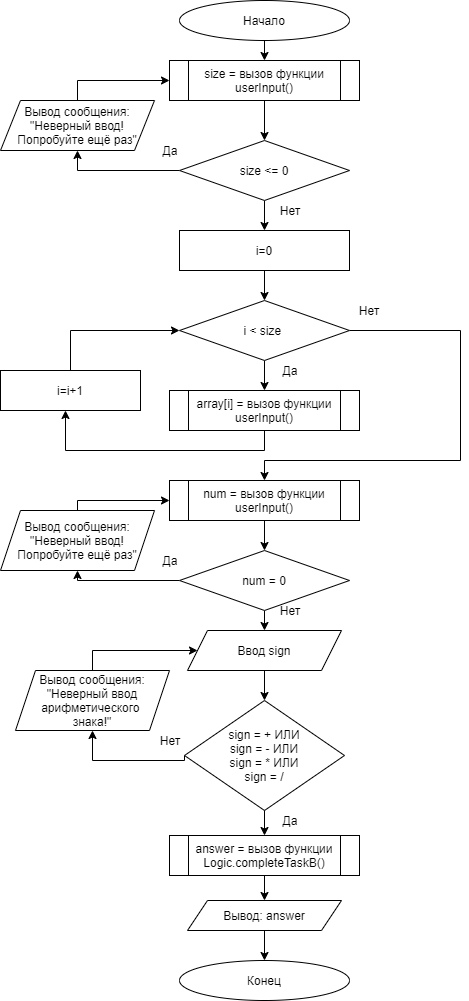 Начало
size = вызов функции
userInput()
Вывод сообщения:
"Неверный ввод!
Попробуйте ещё раз"
Да
size <= 0
Нет
i=0
Нет
i < size
Да
i=i+1
array[i] = вызов функции
userInput()
num = вызов функции
userInput()
Вывод сообщения:
"Неверный ввод!
Попробуйте ещё раз"
Да
num = 0
Нет
Ввод sign
Вывод сообщения:
"Неверный ввод
арифметического
знака!"
Нет
sign = + ИЛИ
sign = - ИЛИ
sign = * ИЛИ
sign = /
Да
answer = вызов функции
Logic.completeTaskB()
Вывод: answer
Конец